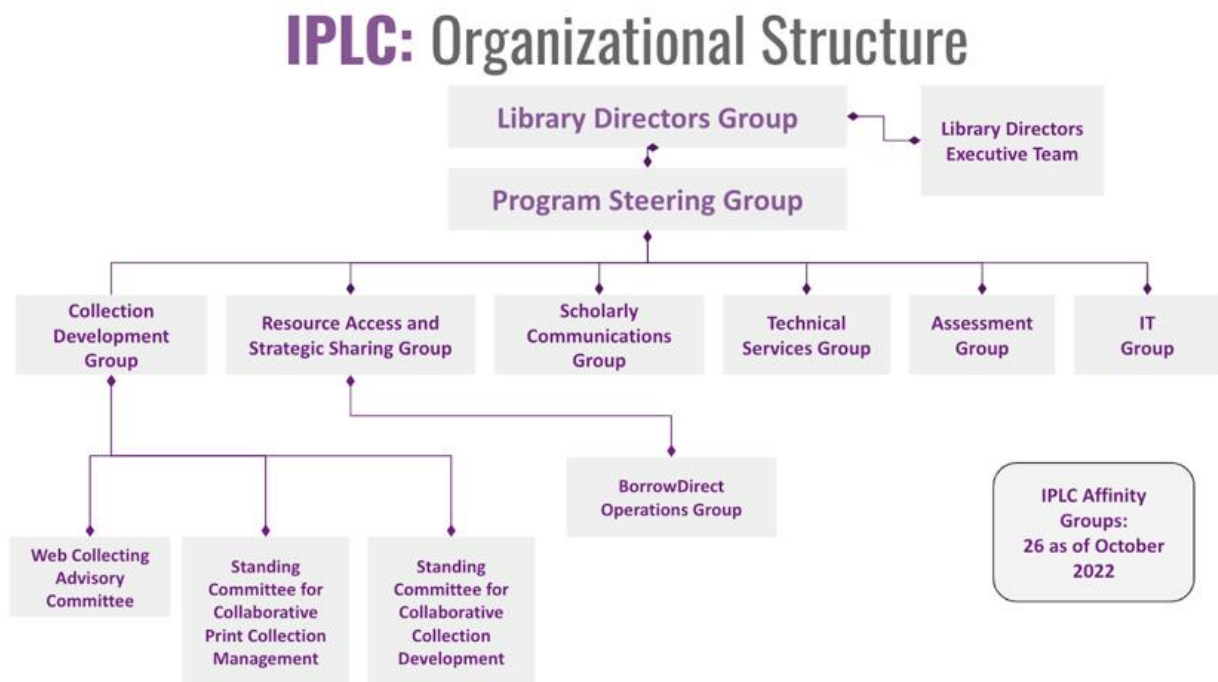 IPLC: Organizational Structure
Library Directors Group
Library Directors
Executive Team
Program Steering Group
Collection
Development
Group
Resource Access and
Strategic Sharing Group
Scholarly
Communications
Group
Technical
Services Group
Assessment
Group
IT
Group
BorrowDirect
Operations Group
IPLC Affinity
Groups:
26 as of October
2022
Web Collecting
Advisory
Committee
Standing
Committee for
Collaborative
Print Collection
Management
Standing
Committee for
Collaborative
Collection
Development